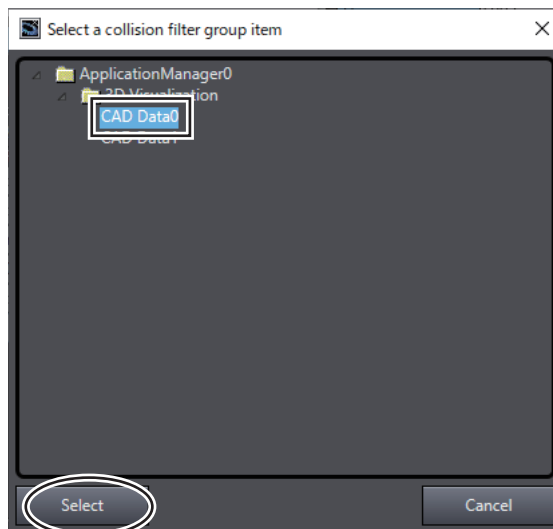 Select a collision filter group item
ApplicationManager0
3D Visualization
CAD Data0
CAD Data1
Select
Cancel